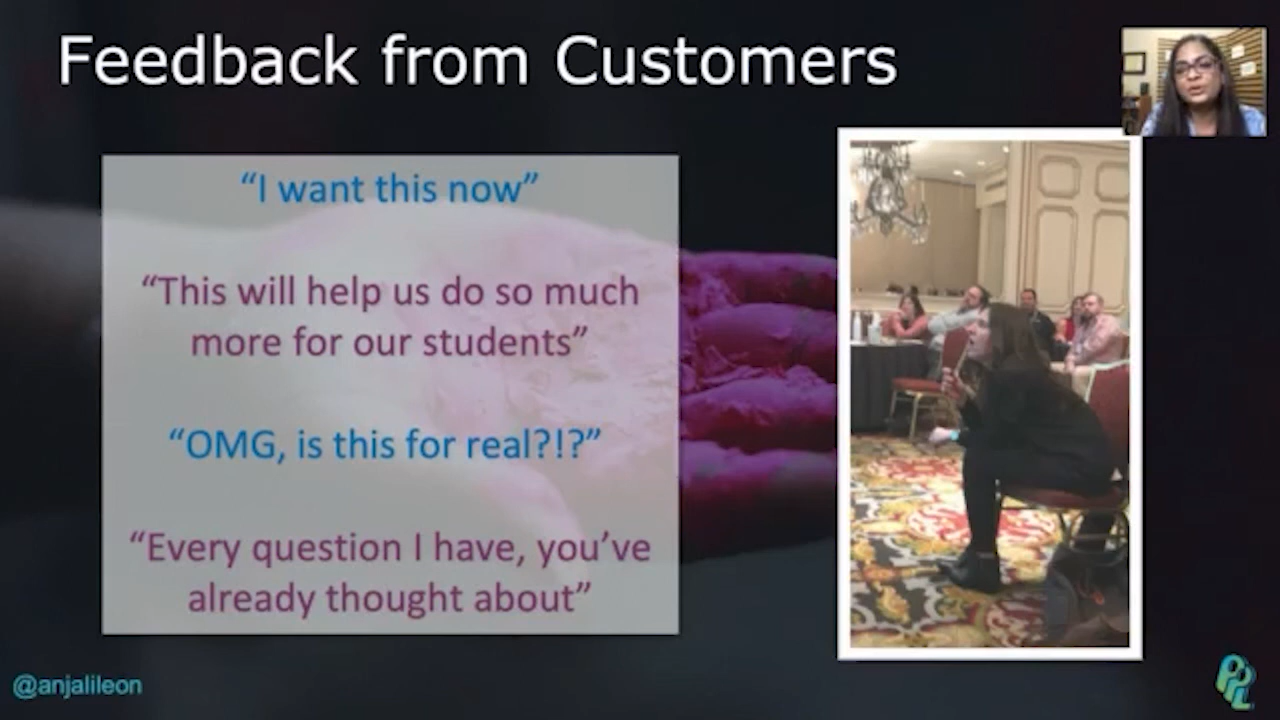 Feedback from Customers
“I want this now”
“This will help us do so much
more for our students”
“OMG, is this for real?!?”
“Every question I have, you’ve
already thought about”
@anjalileon
PPL